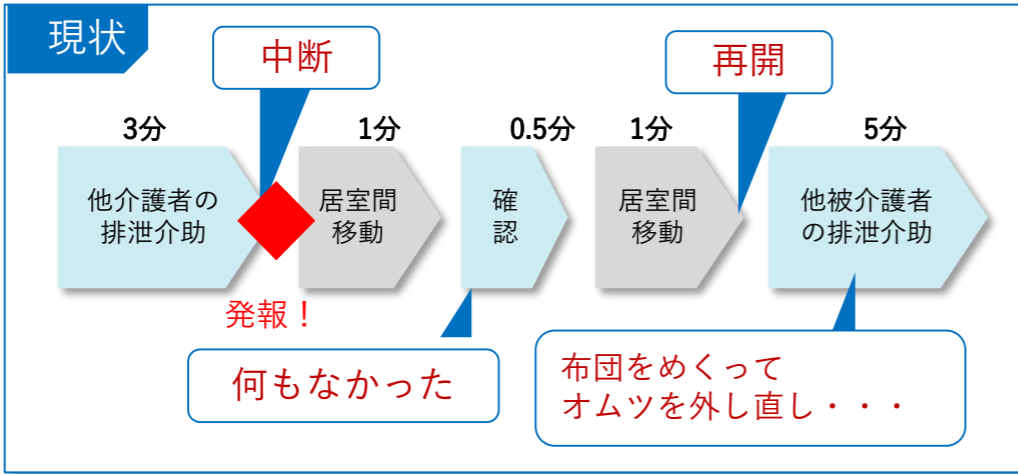 現状
中断
再開
3分
1分
0.5分
1分
5分
他介護者の
排泄介助
居室間
移動
確
認
居室間
移動
他被介護者
の排泄介助
発報！
何もなかった
布団をめくって
オムツを外し直し・・・